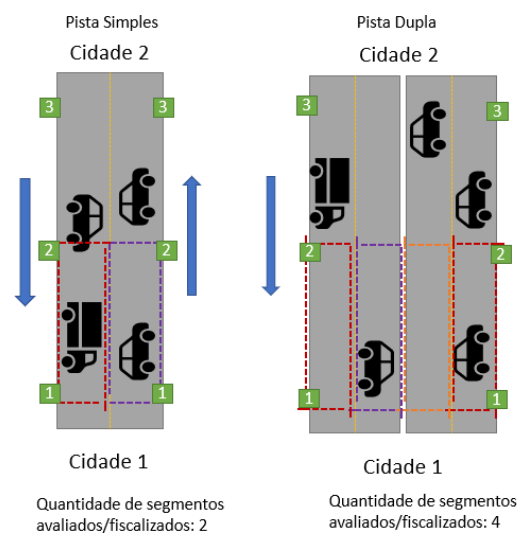 Pista Simples
Cidade 2
3 3
2 2
1 1
Cidade 1
Quantidade de segmentos
avaliados/fiscalizados: 2
Pista Dupla
Cidade 2
3 3
2 2
1 1
Cidade 1
Quantidade de segmentos
avaliados/fiscalizados: 4